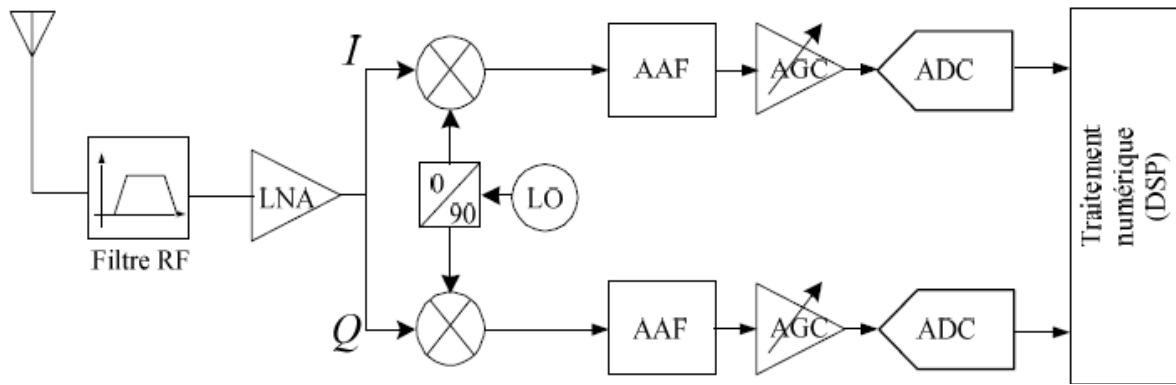 I
AAF
AGC
ADC
Filtre RF
LNA
0
90
LO
Q
AAF
AGC
ADC
Traitement
numérique
(DSP)